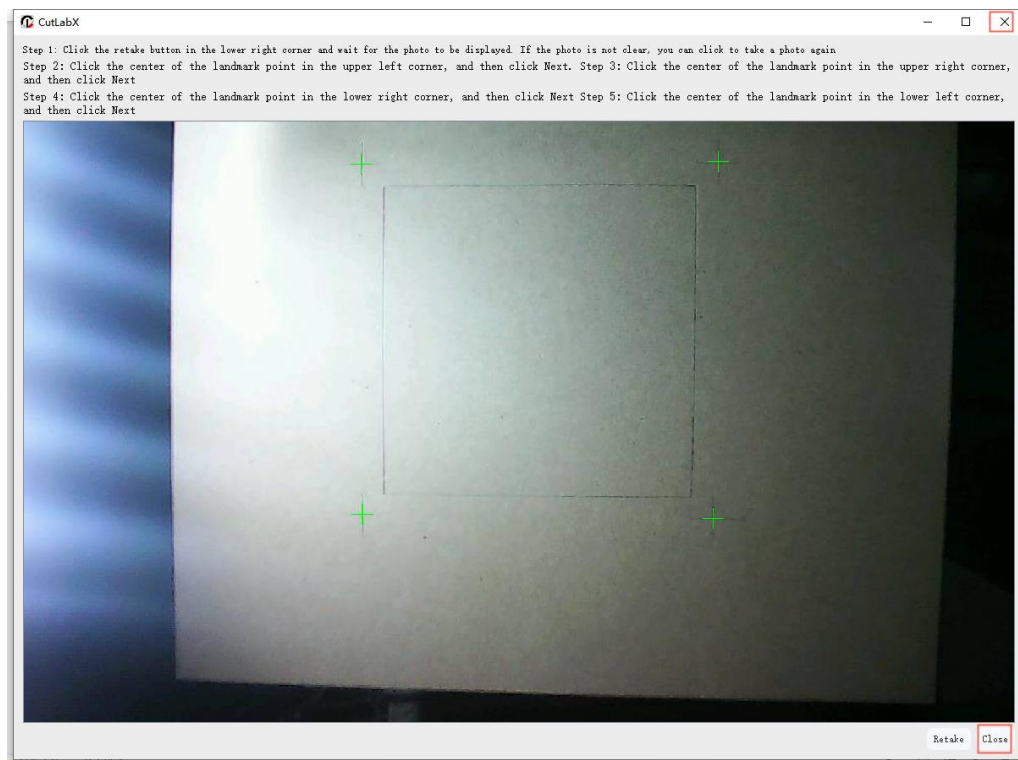 CutLabX
Step 1: Click the retake button in the lower right corner and wait for the photo to be displayed. If the photo is not clear, you can click to take a photo again
Step 2: Click the center of the landmark point in the upper left corner, and then click Next. Step 3: Click the center of the landmark point in the upper right corner,
and then click Next
Step 4: Click the center of the landmark point in the lower right corner, and then click Next Step 5: Click the center of the landmark point in the lower left corner,
and then click Next
Retake Close